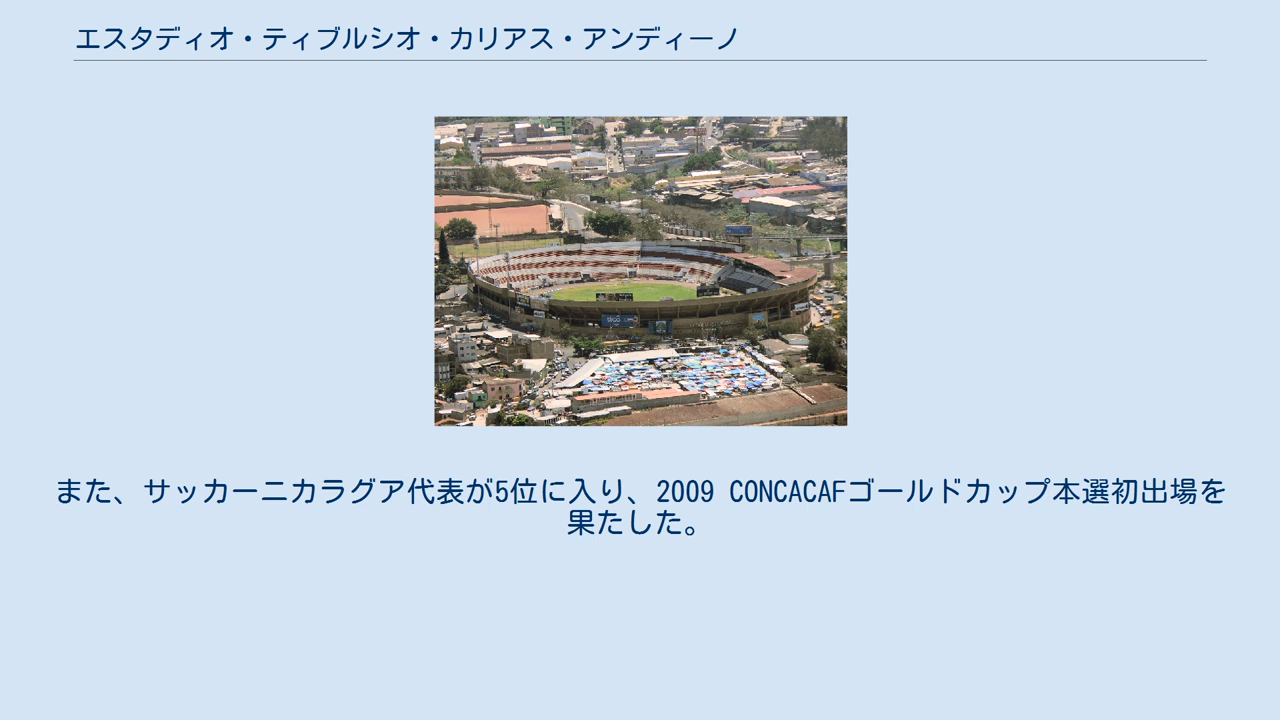 エスタディオ・ティブルシオ・カリアス・アンディーノ
また、サッカーニカラグア代表が5位に入り、2009 CONCACAFゴールドカップ本選初出場を
果たした。